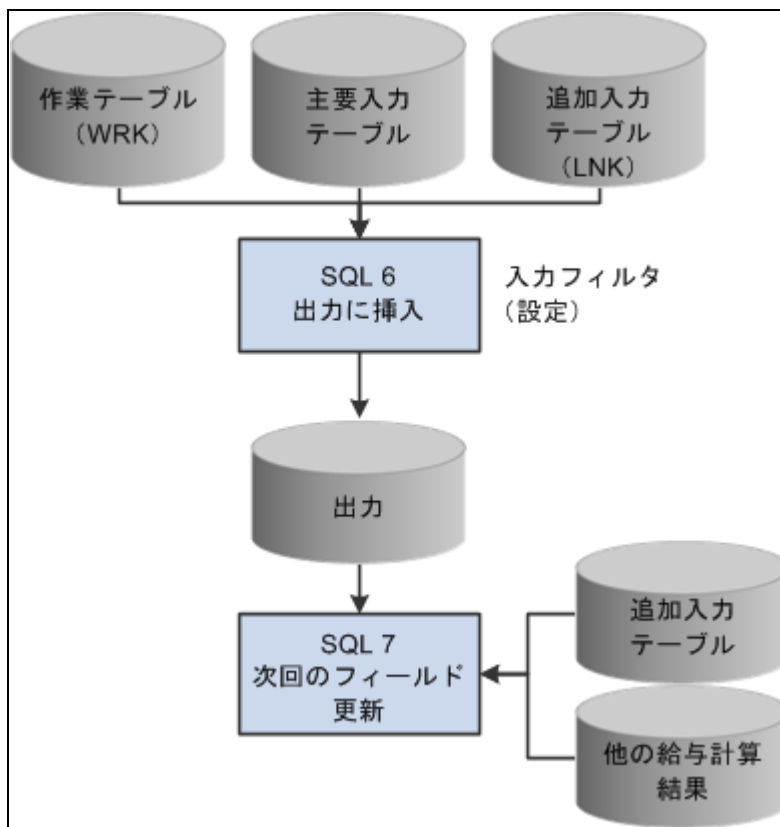 作業テーブル
(WRK)
主要入力
テーブル
追加入力
テーブル
(LNK)
SQL 6
出力に挿入
入力フィルタ
(設定)
出力
SQL 7
次回のフィールド
更新
追加入力
テーブル
他の給与計算
結果